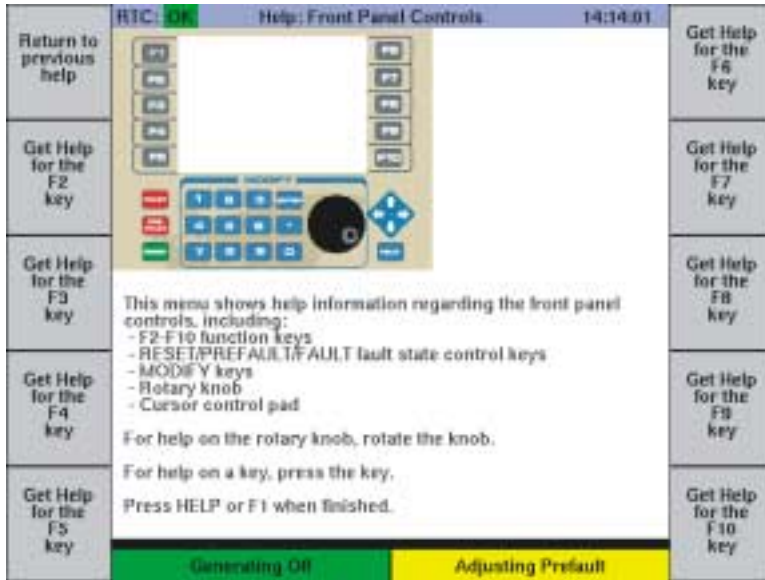 RTC: OK Help: Front Panel Controls 14:14:01
Return to
previous
help
Get Help
for the
F2
key
Get Help
for the
F3
key
Get Help
for the
F4
key
Get Help
for the
F5
key
MODIFY
This menu shows help information regarding the front panel
controls, including:
- F2-F10 function keys
- RESET/PREFAULT/FAULT fault state control keys
- MODIFY keys
- Rotary knob
- Cursor control pad
For help on the rotary knob, rotate the knob.
For help on a key, press the key.
Press HELP or F1 when finished.
Get Help
for the
F6
key
Get Help
for the
F7
key
Get Help
for the
F8
key
Get Help
for the
F9
key
Get Help
for the
F10
key
Generating Off Adjusting Prefault